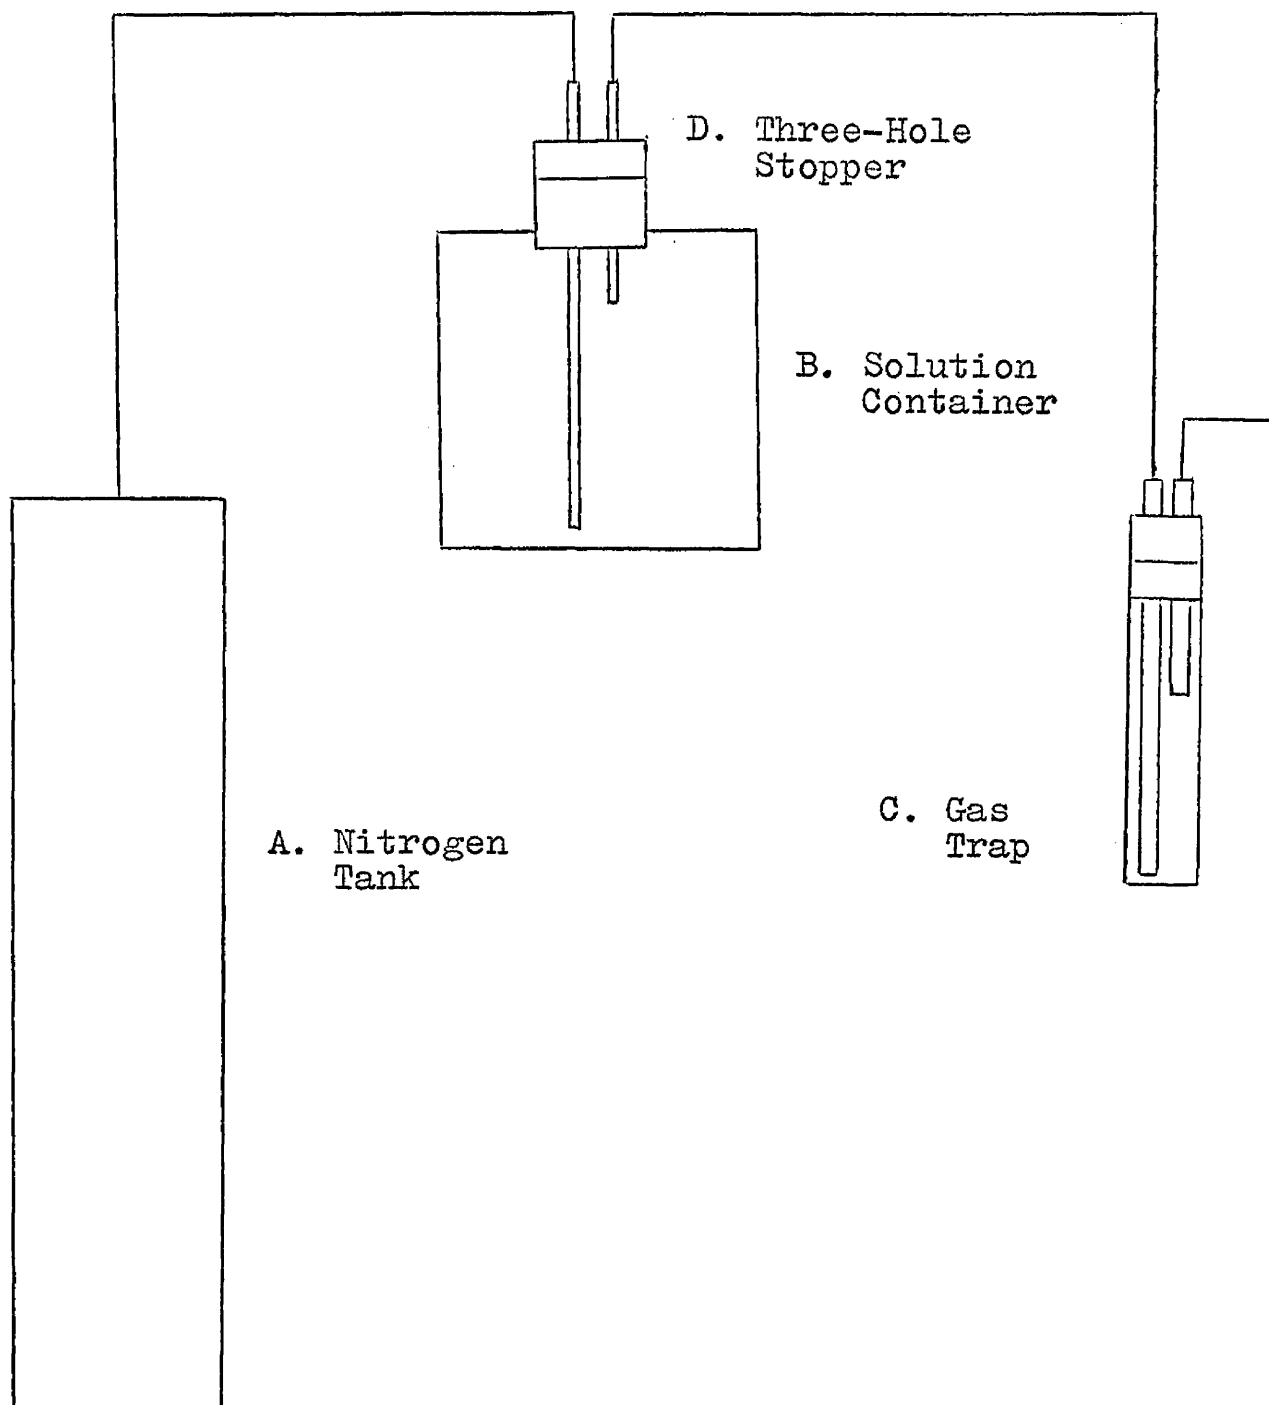 D. Three-Hole
Stopper
B. Solution
Container
C. Gas
Trap
A. Nitrogen
Tank